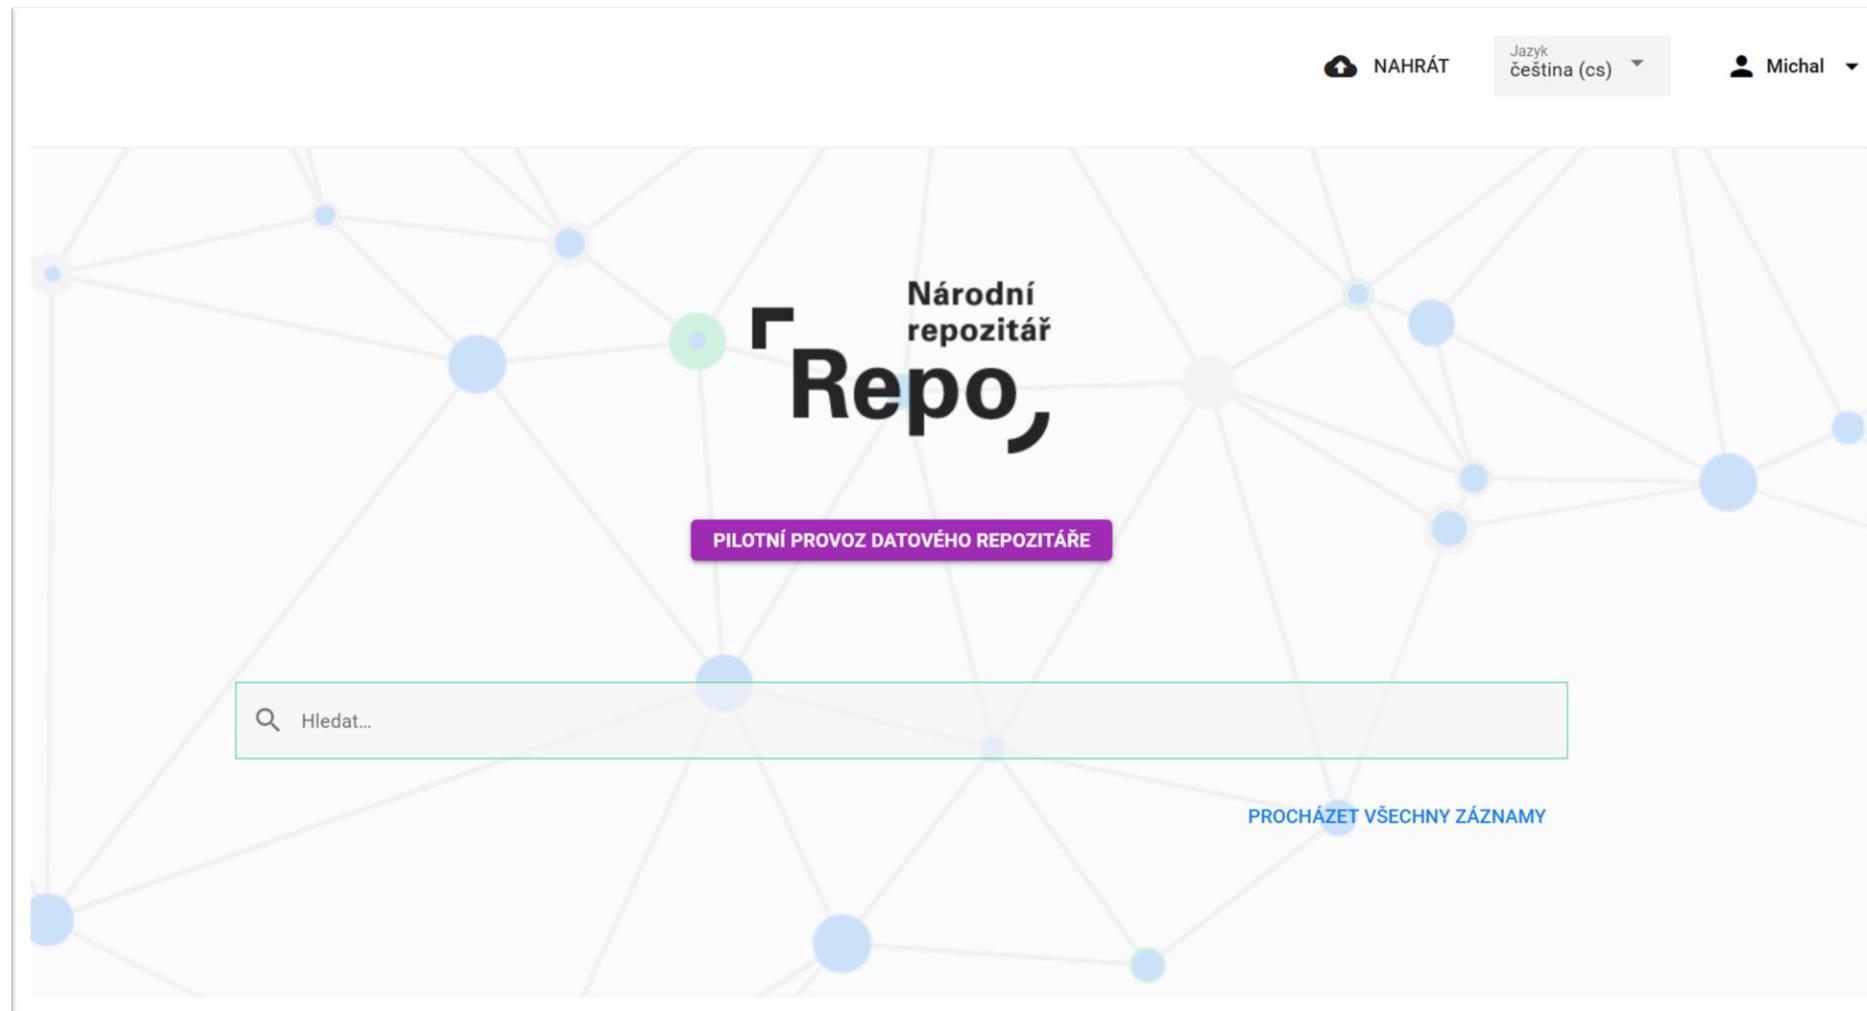 NAHRÁT
Jazyk
čeština (cs)
Michal
Národní
repozitář
Repo
PILOTNÍ PROVOZ DATOVÉHO REPOZITÁŘE
Hledat...
PROCHÁZET VŠECHNY ZÁZNAMY